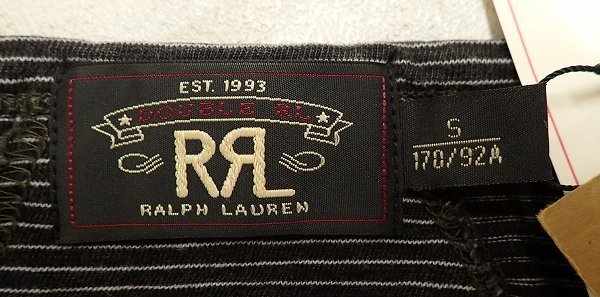 EST. 1993
DOUBLE RL
RRL
RALPH LAUREN
S
170/92A